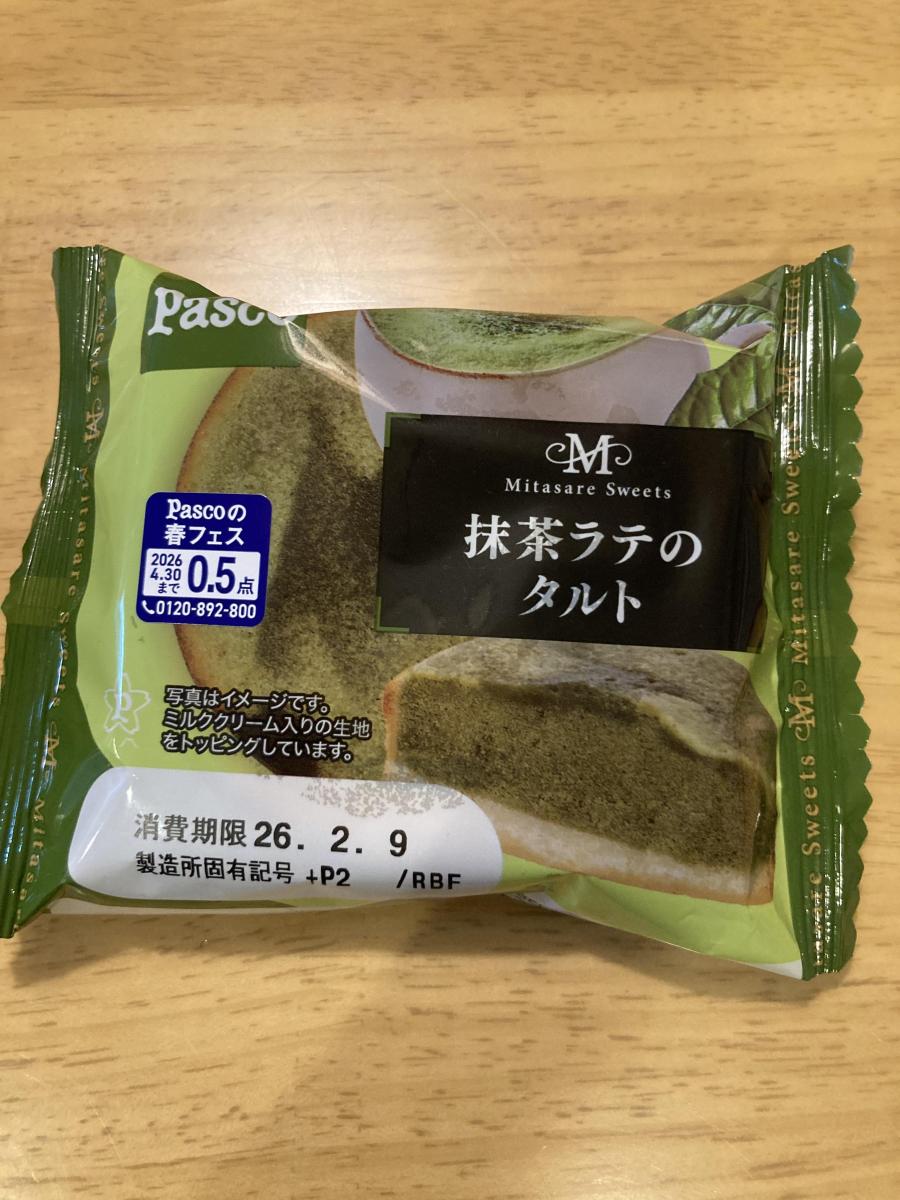 Pasco
M
Mitasare Sweets
抹茶ラテの
タルト
Pascoの
春フェス
2026
4.30
まで
0.5点
0120-892-800
写真はイメージです。
ミルククリーム入りの生地
をトッピングしています。
消費期限 26. 2. 9
製造所固有記号 +P2 /RBF
Mitasare Sweets
Mitasare Sweets